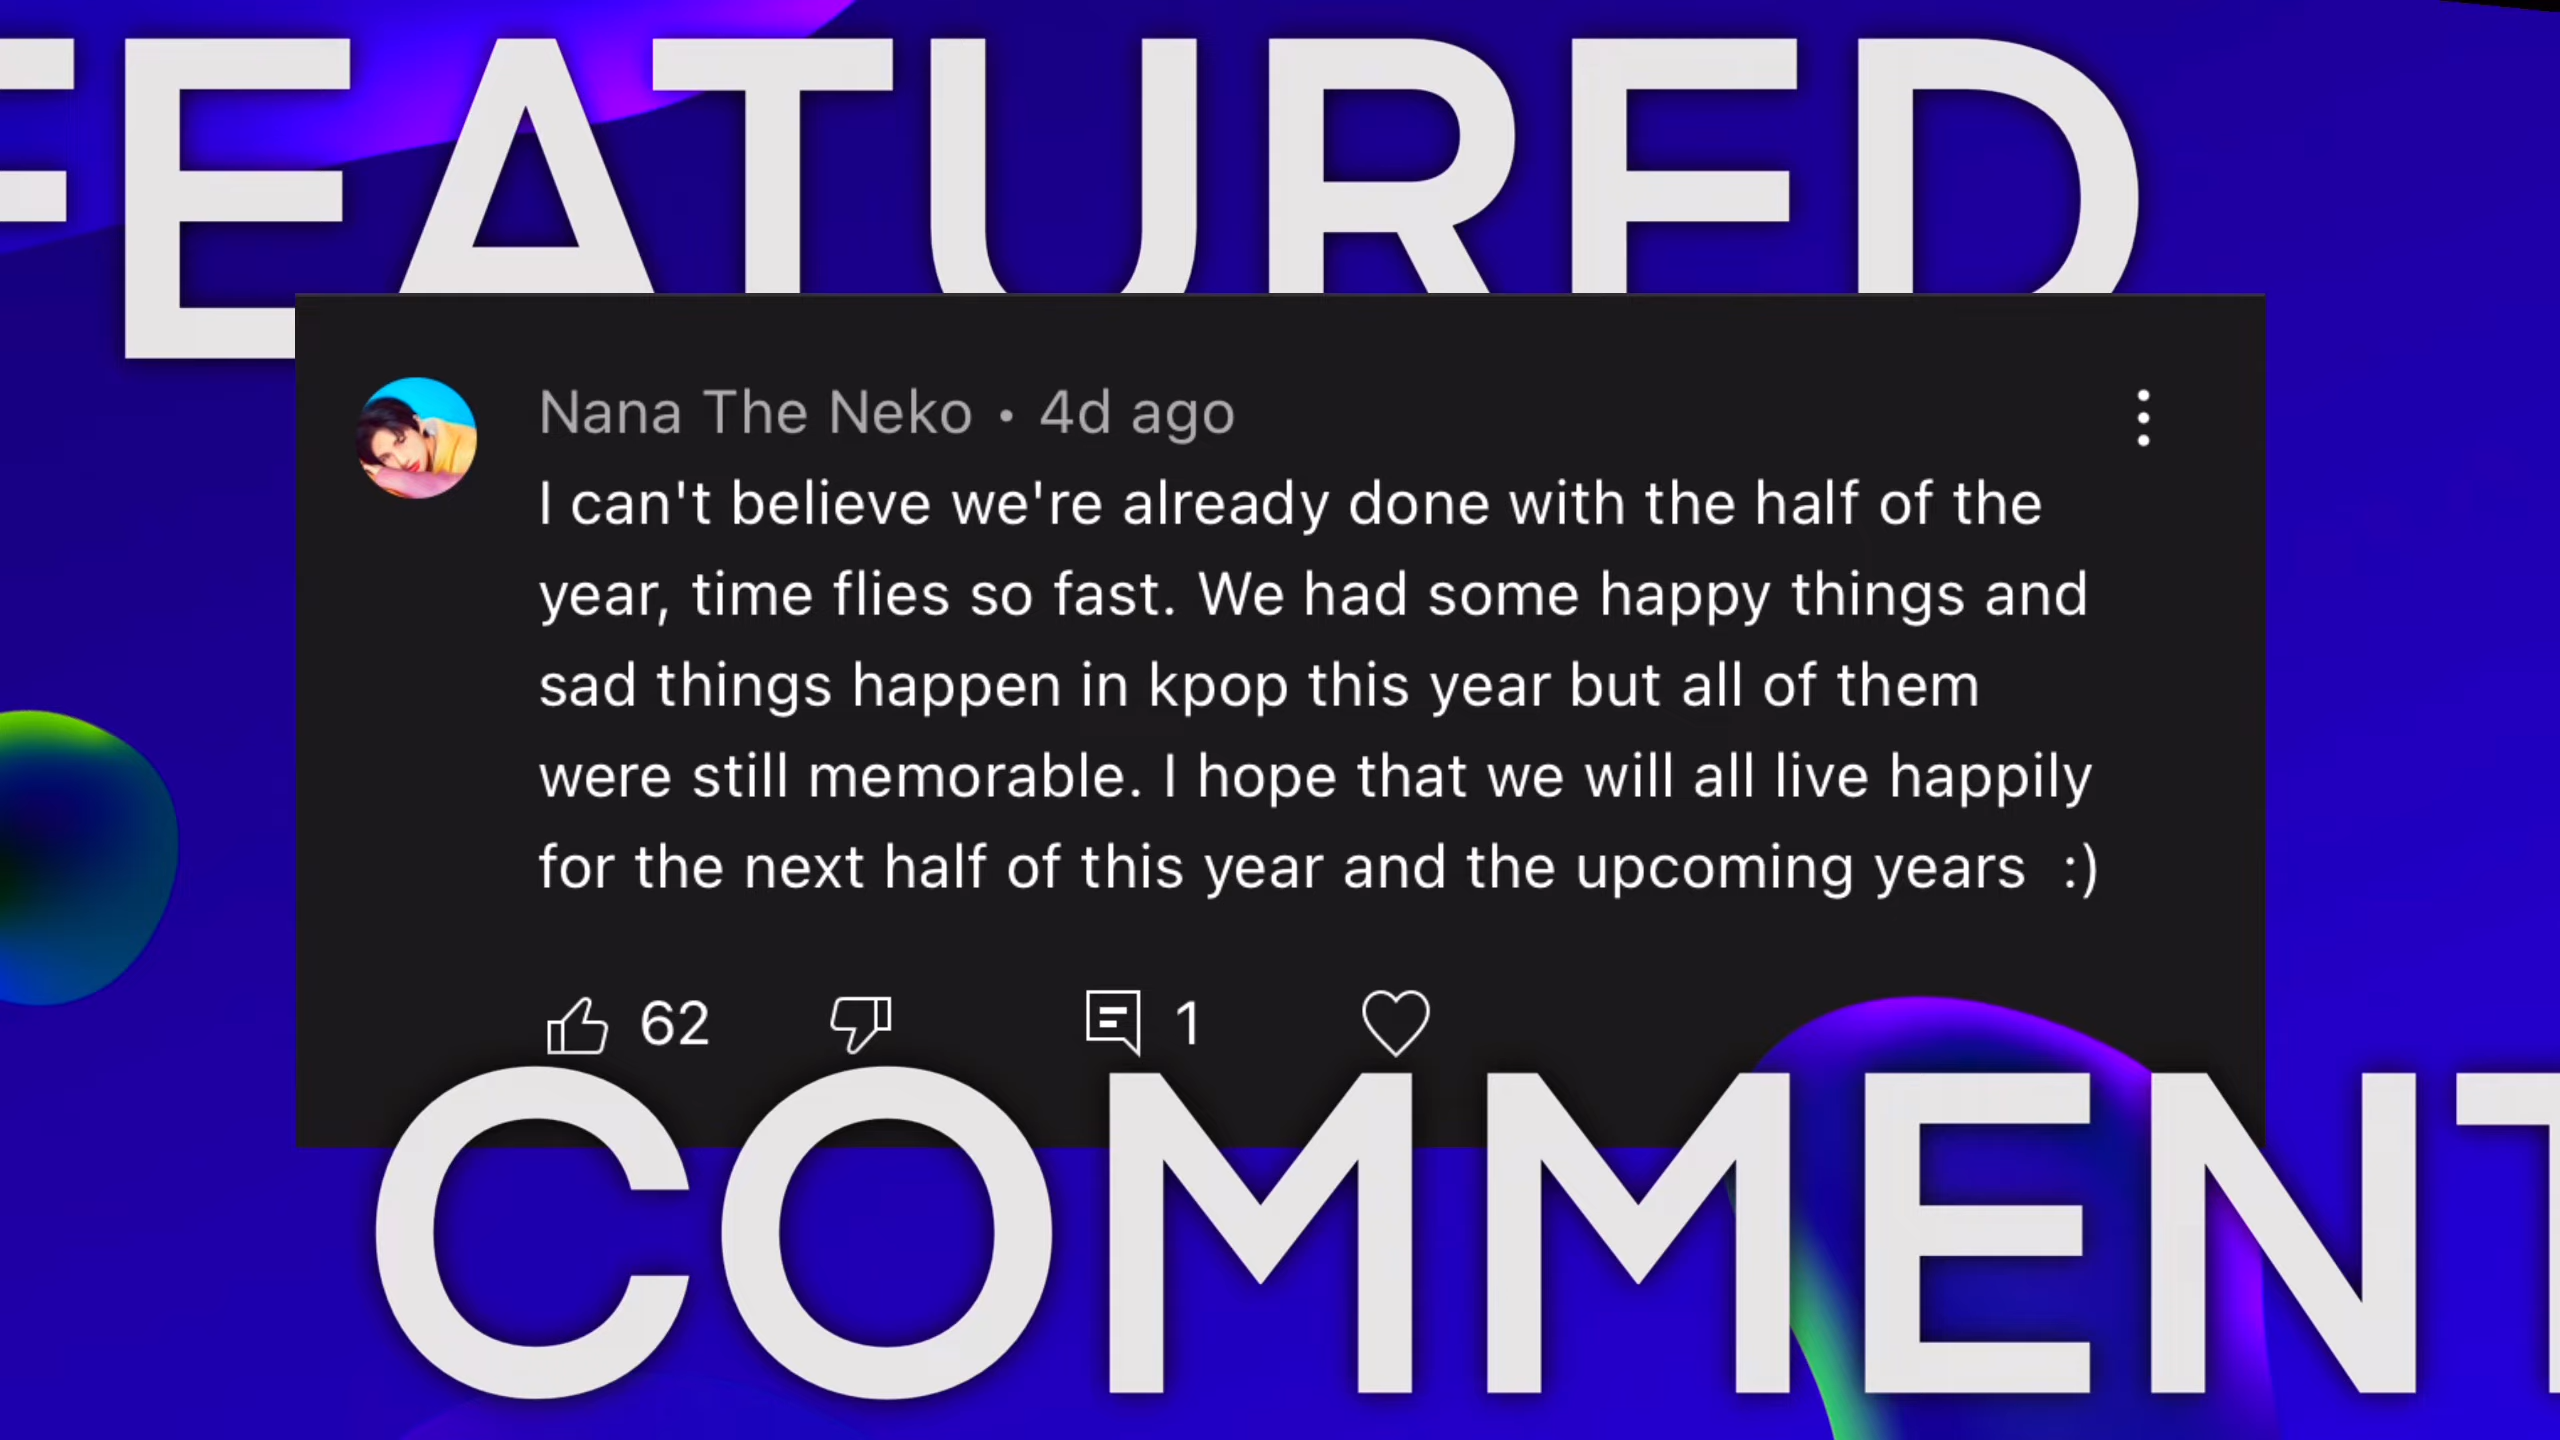 FEATURED
Nana The Neko • 4d ago
I can't believe we're already done with the half of the
year, time flies so fast. We had some happy things and
sad things happen in kpop this year but all of them
were still memorable. I hope that we will all live happily
for the next half of this year and the upcoming years :)
62 1
COMMENT